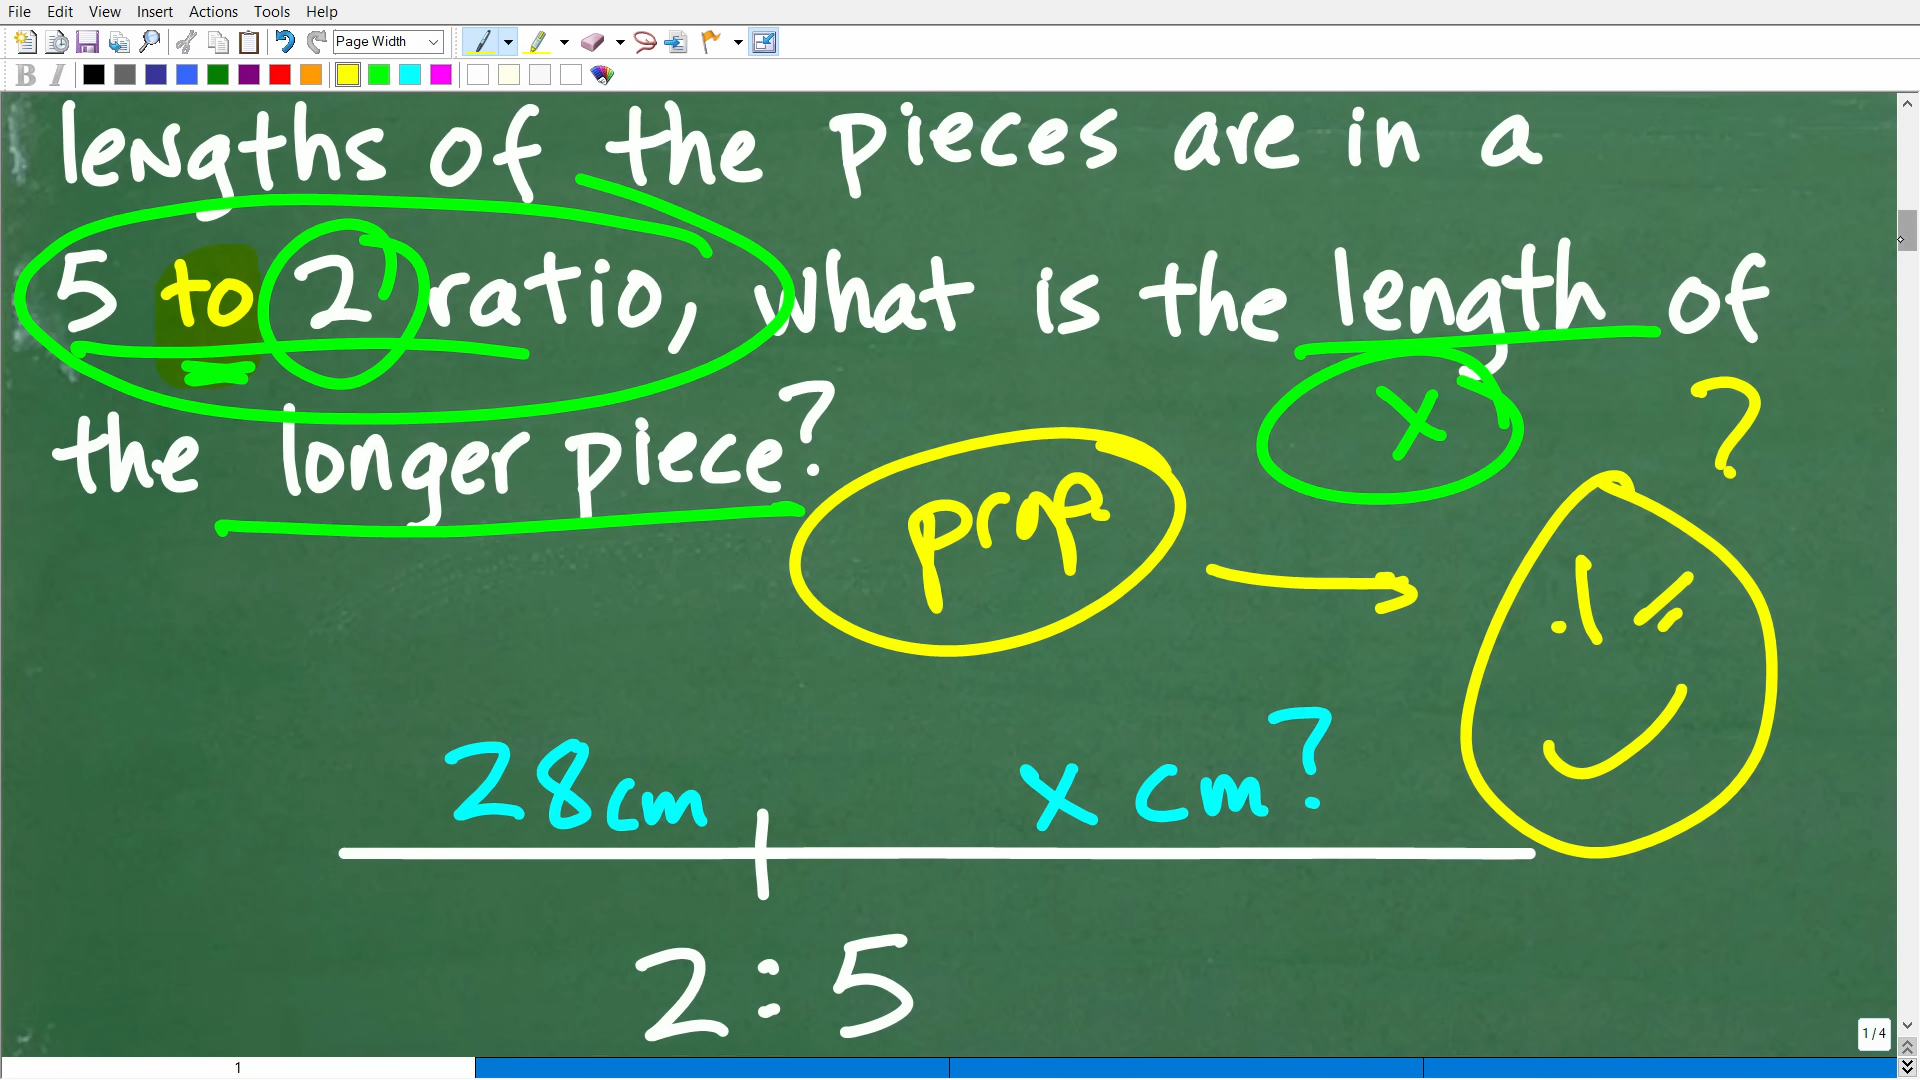 File Edit View Insert Actions Tools Help
Page Width
B I
lengths of the pieces are in a
5 to 2 ratio, what is the length of
the longer piece?
x
?
prop
28cm
x cm?
2 : 5
1 / 4
1